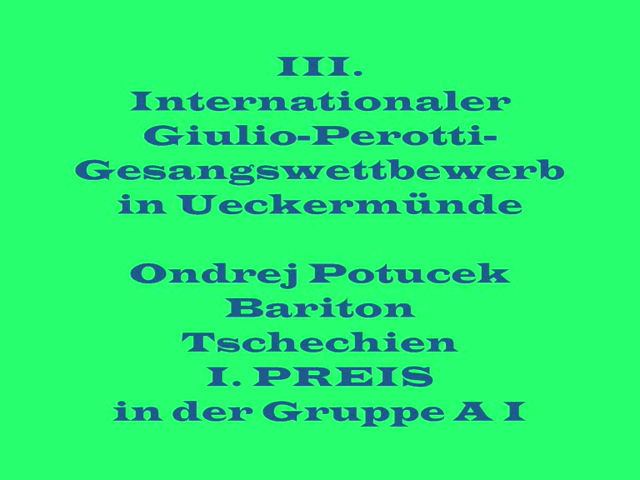 III.
Internationaler
Giulio-Perotti-
Gesangswettbewerb
in Ueckermünde
Ondrej Potucek
Bariton
Tschechien
I. PREIS
in der Gruppe A I